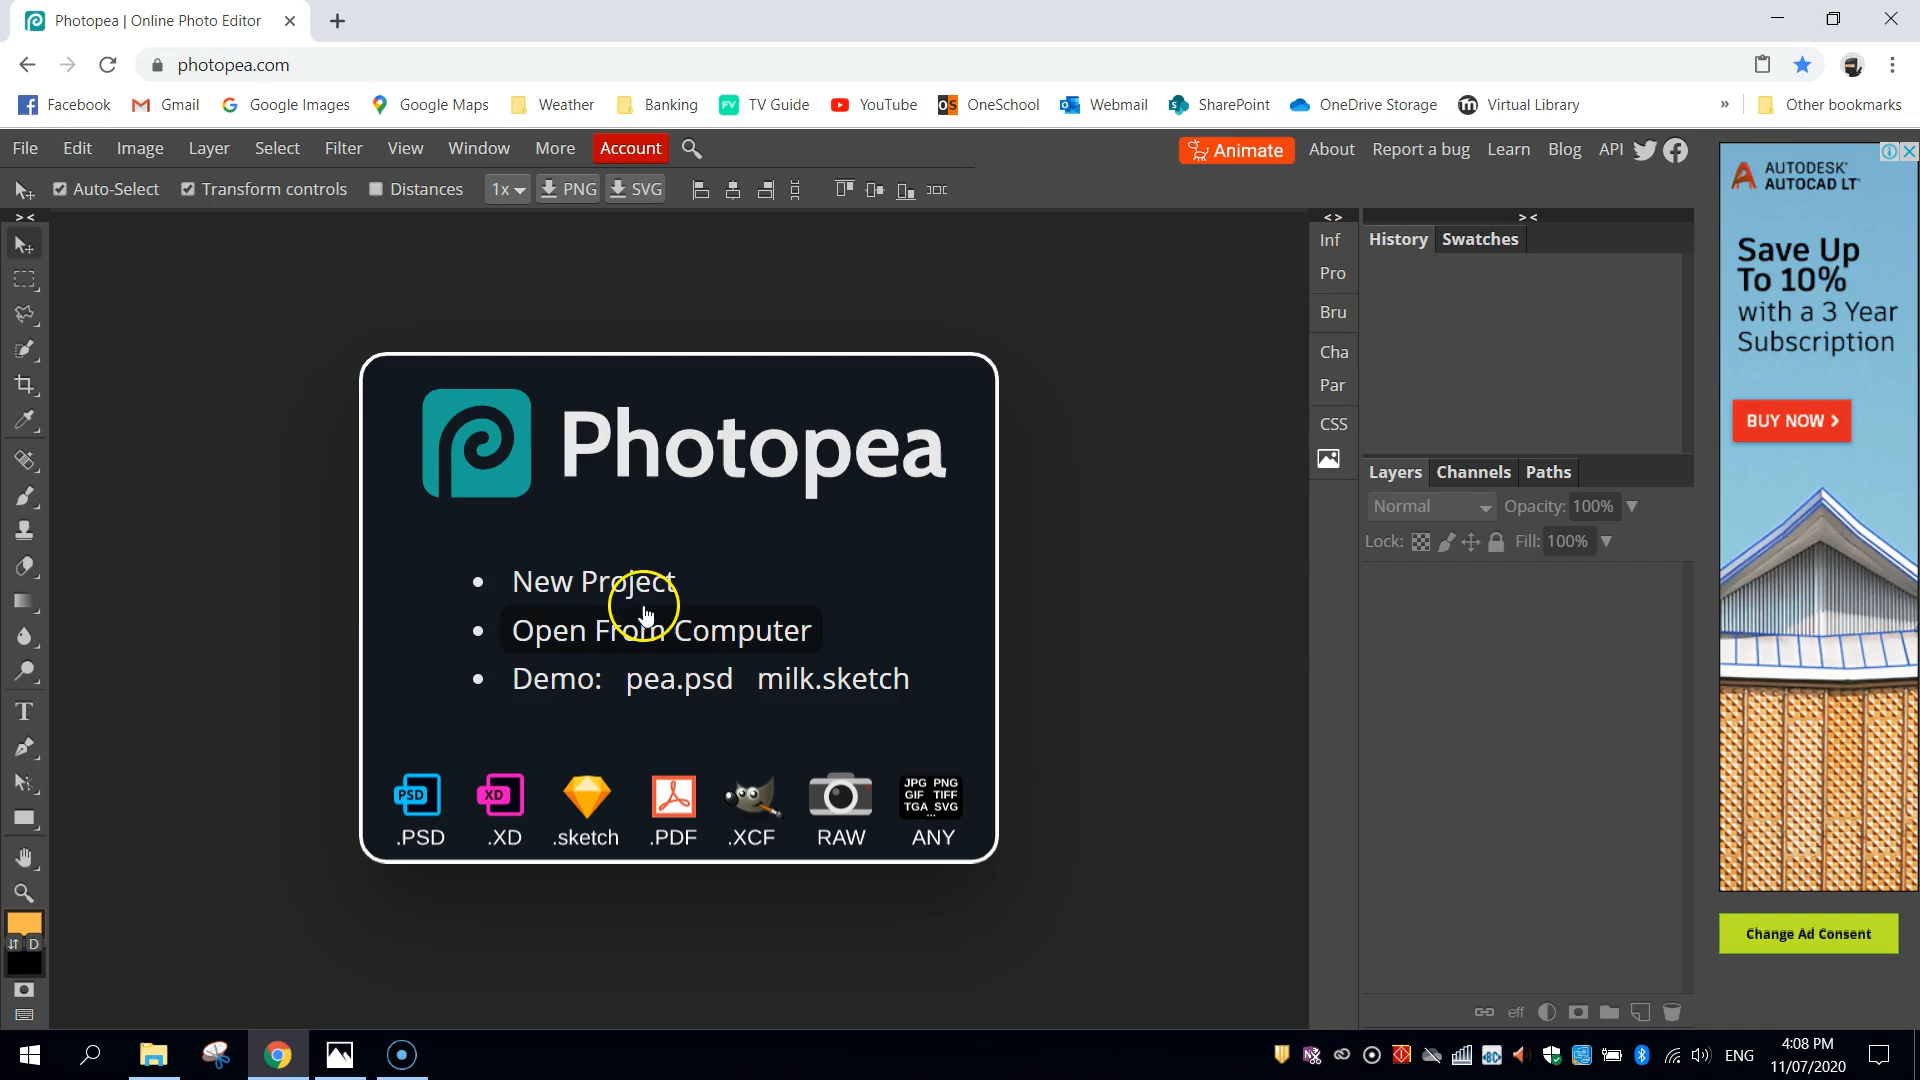 Photopea | Online Photo Editor
photopea.com
Facebook Gmail Google Images Google Maps Weather Banking TV Guide YouTube OneSchool Webmail SharePoint OneDrive Storage Virtual Library » Other bookmarks
File Edit Image Layer Select Filter View Window More Account Animate About Report a bug Learn Blog API
Auto-Select Transform controls Distances 1x PNG SVG
> < < > > <
Inf
Pro
Bru
Cha
Par
CSS
History Swatches
Layers Channels Paths
Normal Opacity: 100%
Lock: Fill: 100%
eff
Photopea
• New Project
• Open From Computer
• Demo: pea.psd milk.sketch
PSD XD JPG PNG
GIF TIFF
TGA SVG
...
.PSD .XD .sketch .PDF .XCF RAW ANY
T
D
AUTODESK®
AUTOCAD LT®
Save Up
To 10%
with a 3 Year
Subscription
BUY NOW >
Change Ad Consent
ENG
4:08 PM
11/07/2020